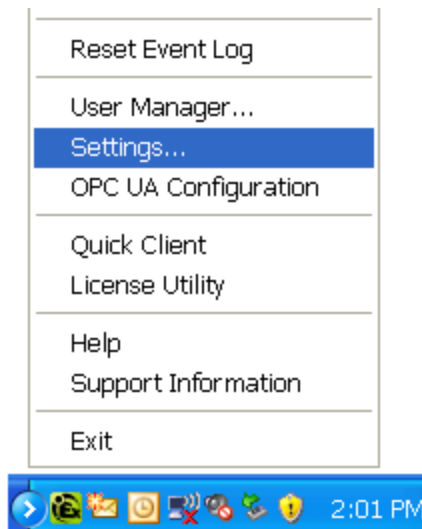 Reset Event Log
User Manager...
Settings...
OPC UA Configuration
Quick Client
License Utility
Help
Support Information
Exit
2:01 PM